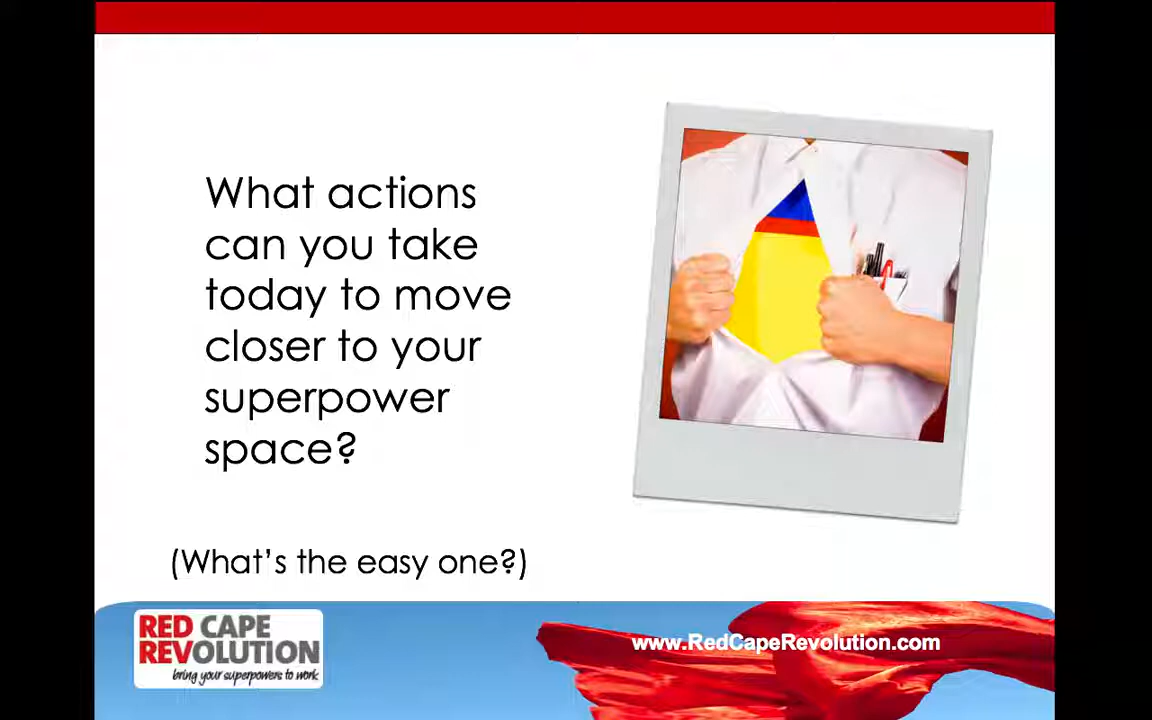 What actions
can you take
today to move
closer to your
superpower
space?
(What’s the easy one?)
RED CAPE
REVOLUTION
bring your superpowers to work
www.RedCapeRevolution.com